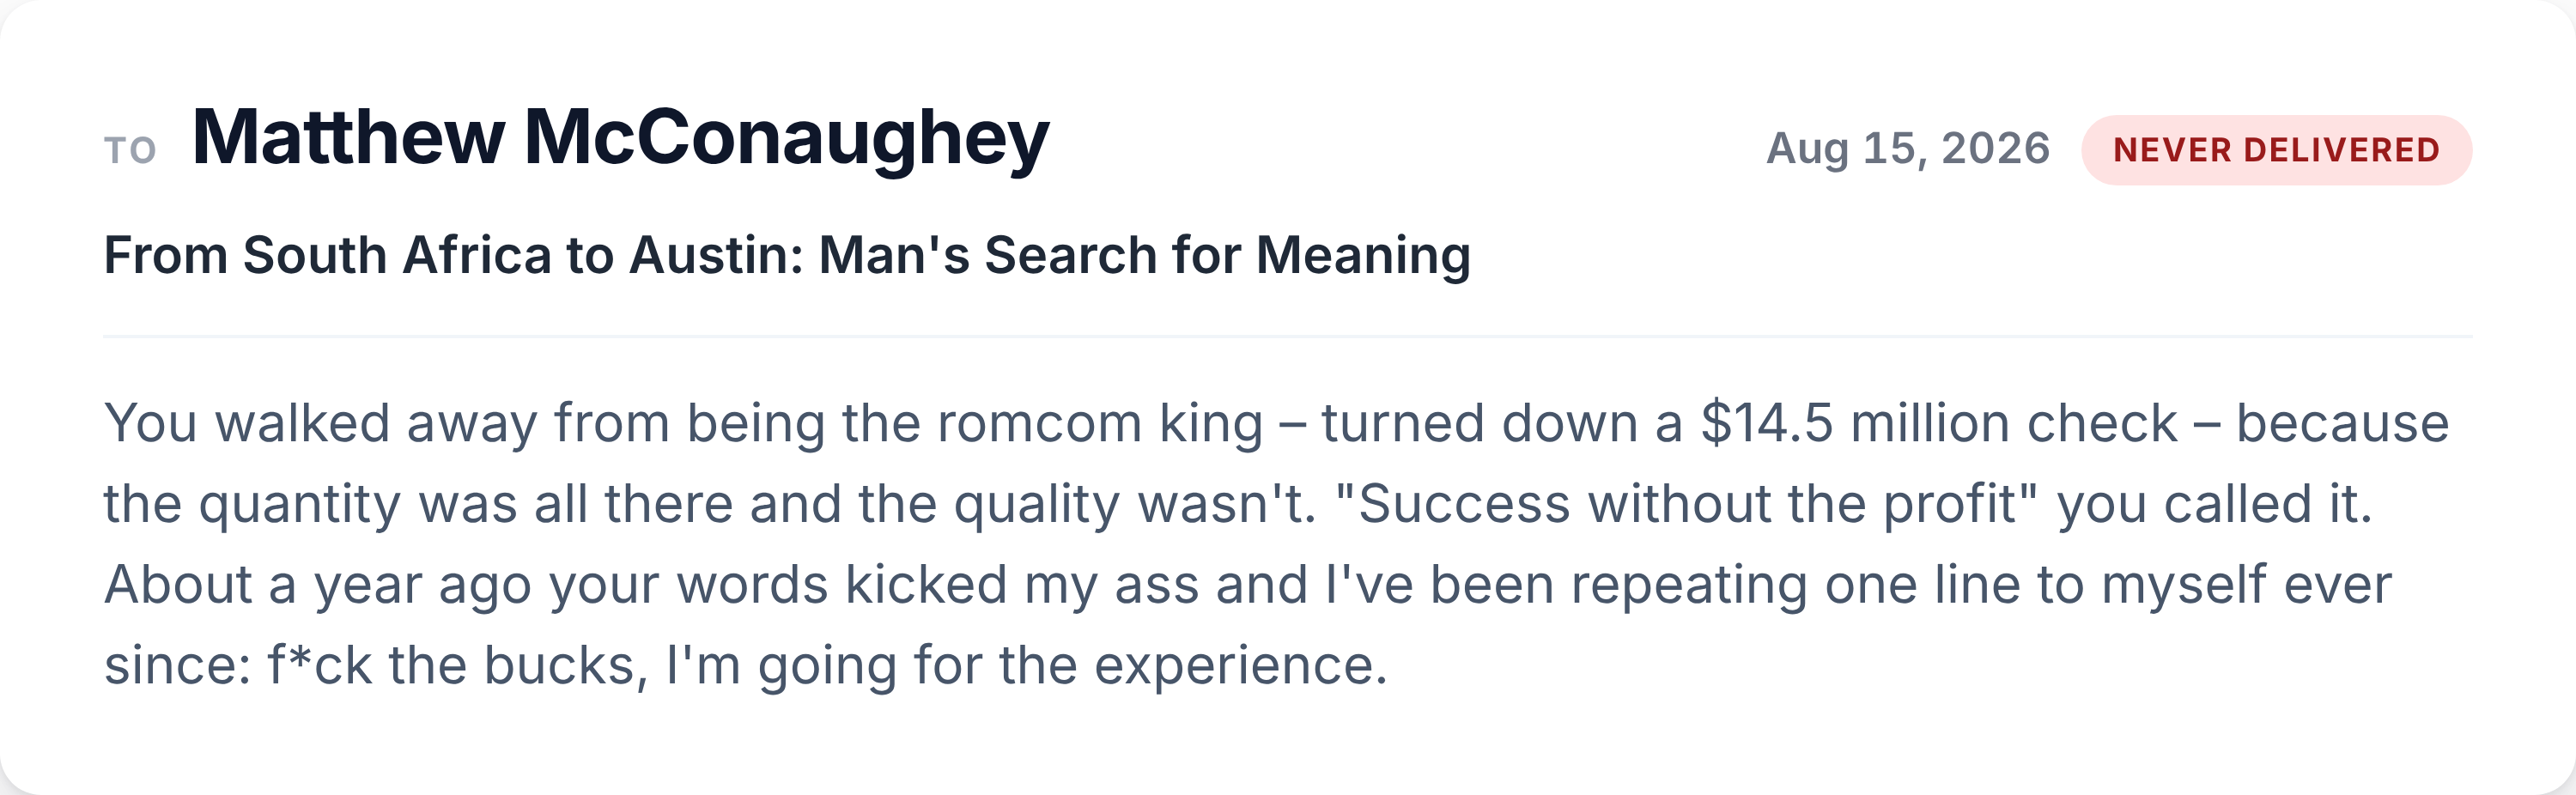 TO Matthew McConaughey Aug 15, 2026 NEVER DELIVERED
From South Africa to Austin: Man's Search for Meaning
You walked away from being the romcom king – turned down a $14.5 million check – because
the quantity was all there and the quality wasn't. "Success without the profit" you called it.
About a year ago your words kicked my ass and I've been repeating one line to myself ever
since: f*ck the bucks, I'm going for the experience.